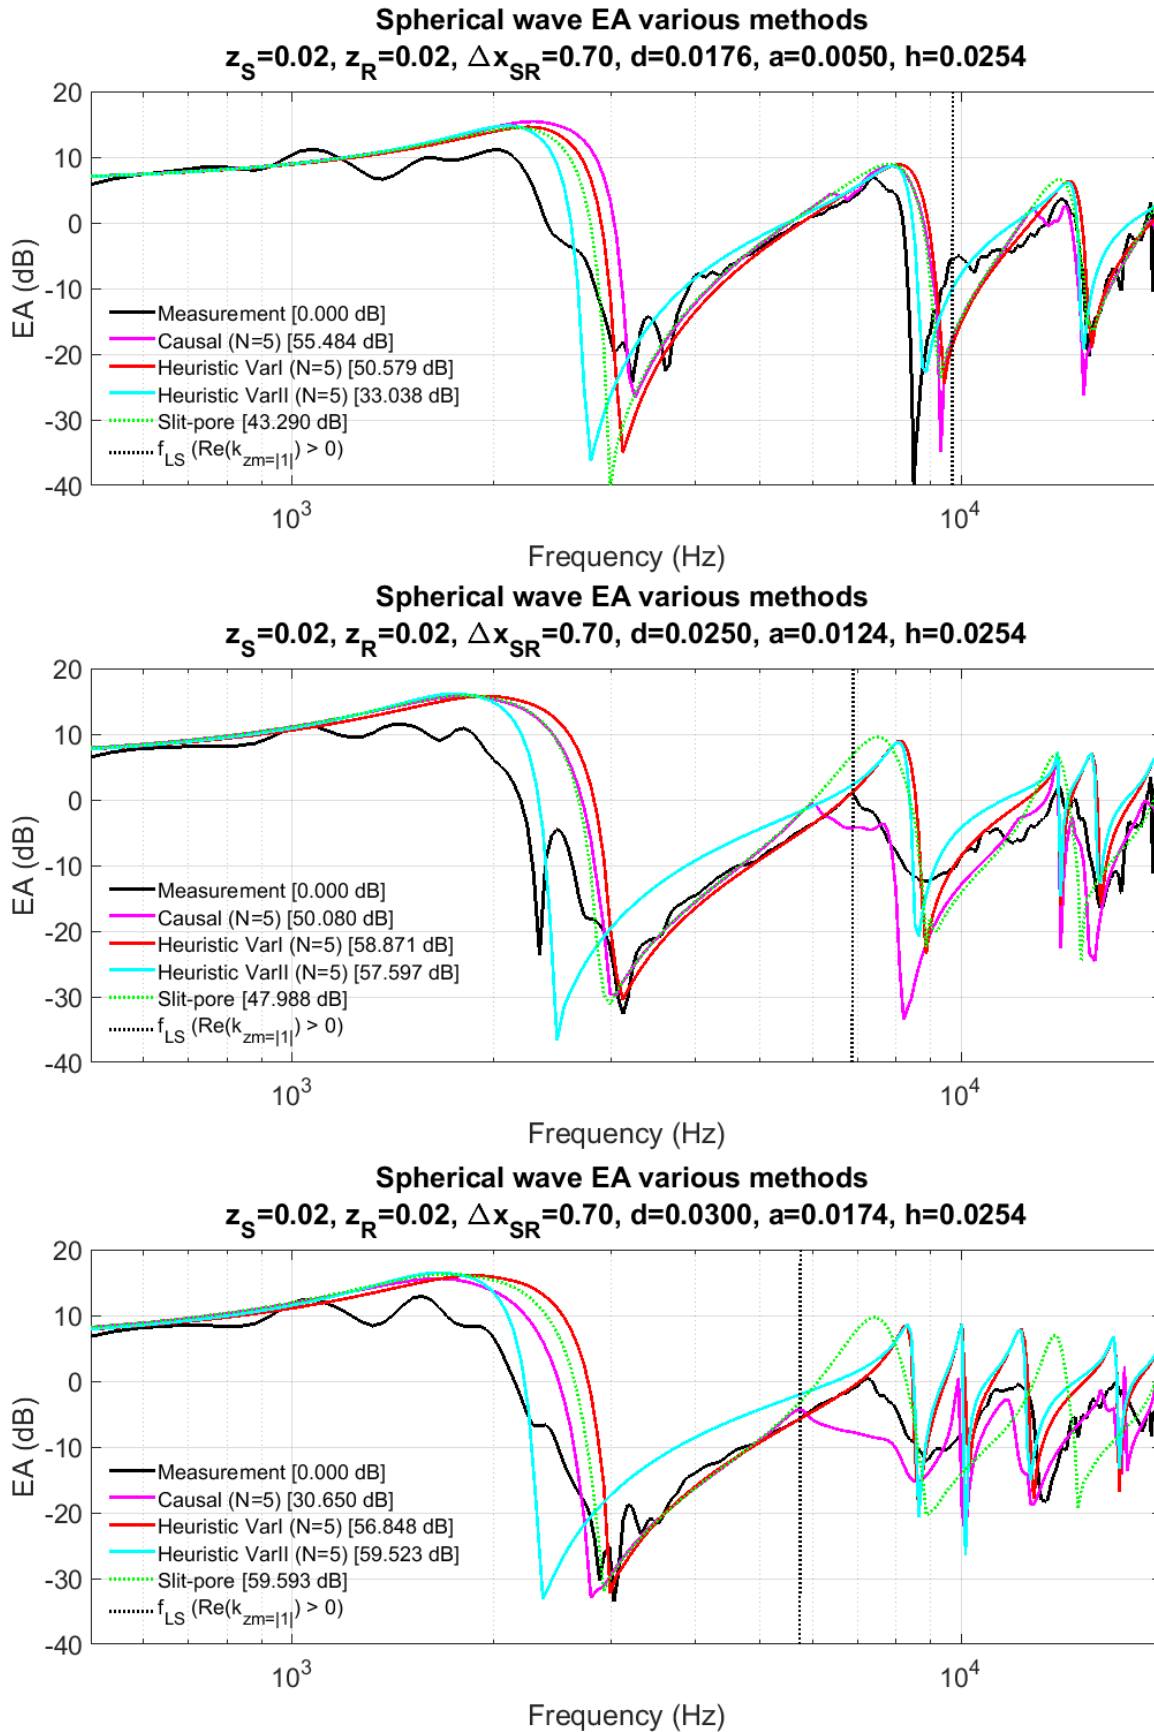 Spherical wave EA various methods
z_S=0.02, z_R=0.02, Δx_SR=0.70, d=0.0176, a=0.0050, h=0.0254
20
10
0
-10
-20
-30
-40
EA (dB)
Measurement [0.000 dB]
Causal (N=5) [55.484 dB]
Heuristic VarI (N=5) [50.579 dB]
Heuristic VarII (N=5) [33.038 dB]
Slit-pore [43.290 dB]
f_LS (Re(k_zm=|1|) > 0)
10^3
10^4
Frequency (Hz)
Spherical wave EA various methods
z_S=0.02, z_R=0.02, Δx_SR=0.70, d=0.0250, a=0.0124, h=0.0254
20
10
0
-10
-20
-30
-40
EA (dB)
Measurement [0.000 dB]
Causal (N=5) [50.080 dB]
Heuristic VarI (N=5) [58.871 dB]
Heuristic VarII (N=5) [57.597 dB]
Slit-pore [47.988 dB]
f_LS (Re(k_zm=|1|) > 0)
10^3
10^4
Frequency (Hz)
Spherical wave EA various methods
z_S=0.02, z_R=0.02, Δx_SR=0.70, d=0.0300, a=0.0174, h=0.0254
20
10
0
-10
-20
-30
-40
EA (dB)
Measurement [0.000 dB]
Causal (N=5) [30.650 dB]
Heuristic VarI (N=5) [56.848 dB]
Heuristic VarII (N=5) [59.523 dB]
Slit-pore [59.593 dB]
f_LS (Re(k_zm=|1|) > 0)
10^3
10^4
Frequency (Hz)